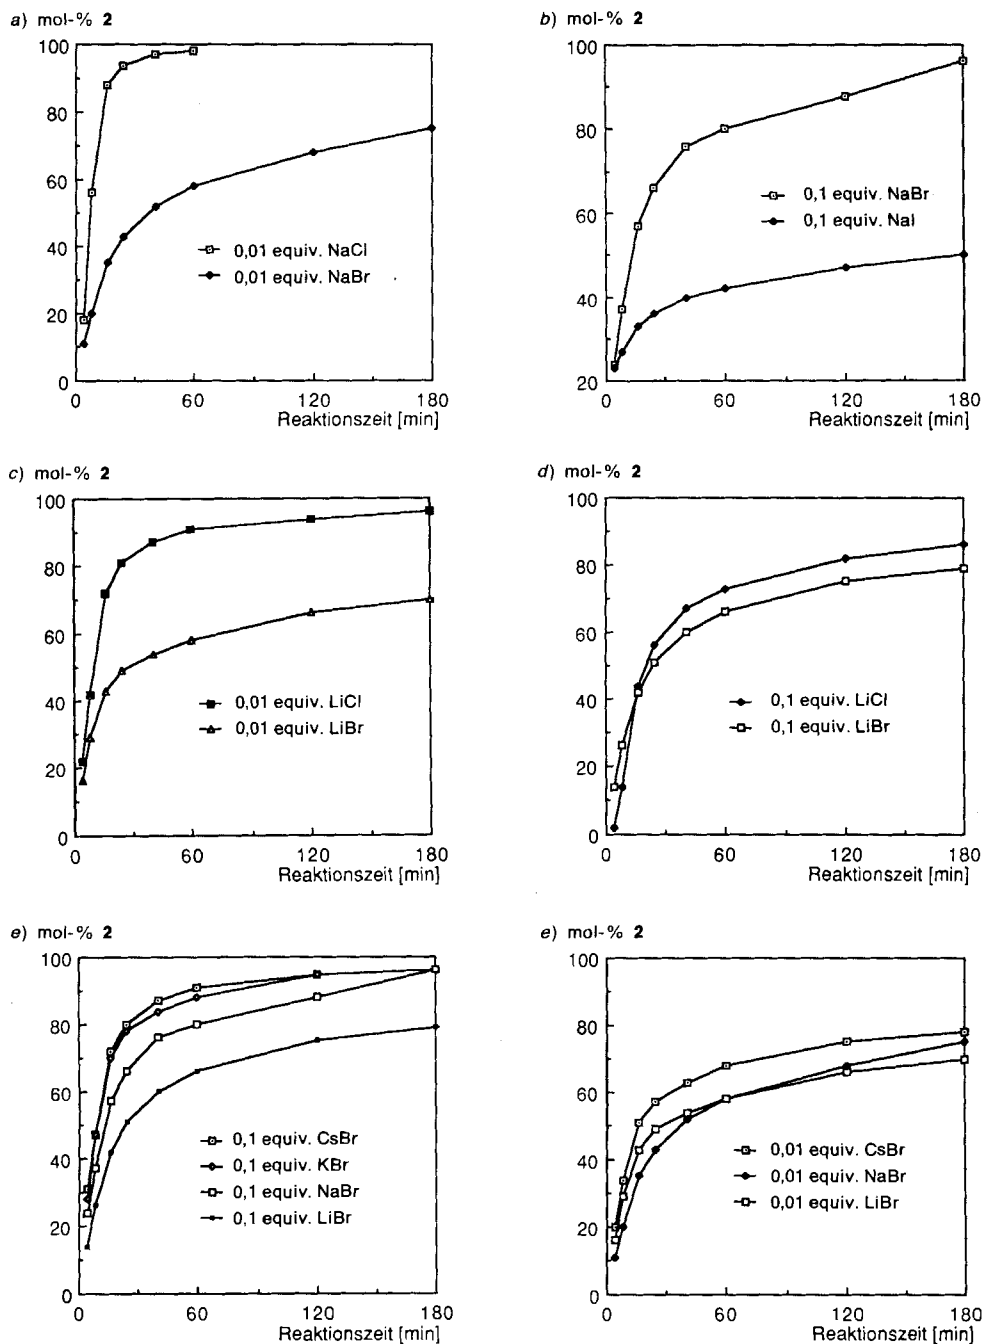 a) mol-% 2
100
80
60
40
20
0
0,01 equiv. NaCl
0,01 equiv. NaBr
0 60 120 180
Reaktionszeit [min]
b) mol-% 2
100
80
60
40
20
0,1 equiv. NaBr
0,1 equiv. NaI
0 60 120 180
Reaktionszeit [min]
c) mol-% 2
100
80
60
40
20
0
0,01 equiv. LiCl
0,01 equiv. LiBr
0 60 120 180
Reaktionszeit [min]
d) mol-% 2
100
80
60
40
20
0
0,1 equiv. LiCl
0,1 equiv. LiBr
0 60 120 180
Reaktionszeit [min]
e) mol-% 2
100
80
60
40
20
0
0,1 equiv. CsBr
0,1 equiv. KBr
0,1 equiv. NaBr
0,1 equiv. LiBr
0 60 120 180
Reaktionszeit [min]
e) mol-% 2
100
80
60
40
20
0
0,01 equiv. CsBr
0,01 equiv. NaBr
0,01 equiv. LiBr
0 60 120 180
Reaktionszeit [min]